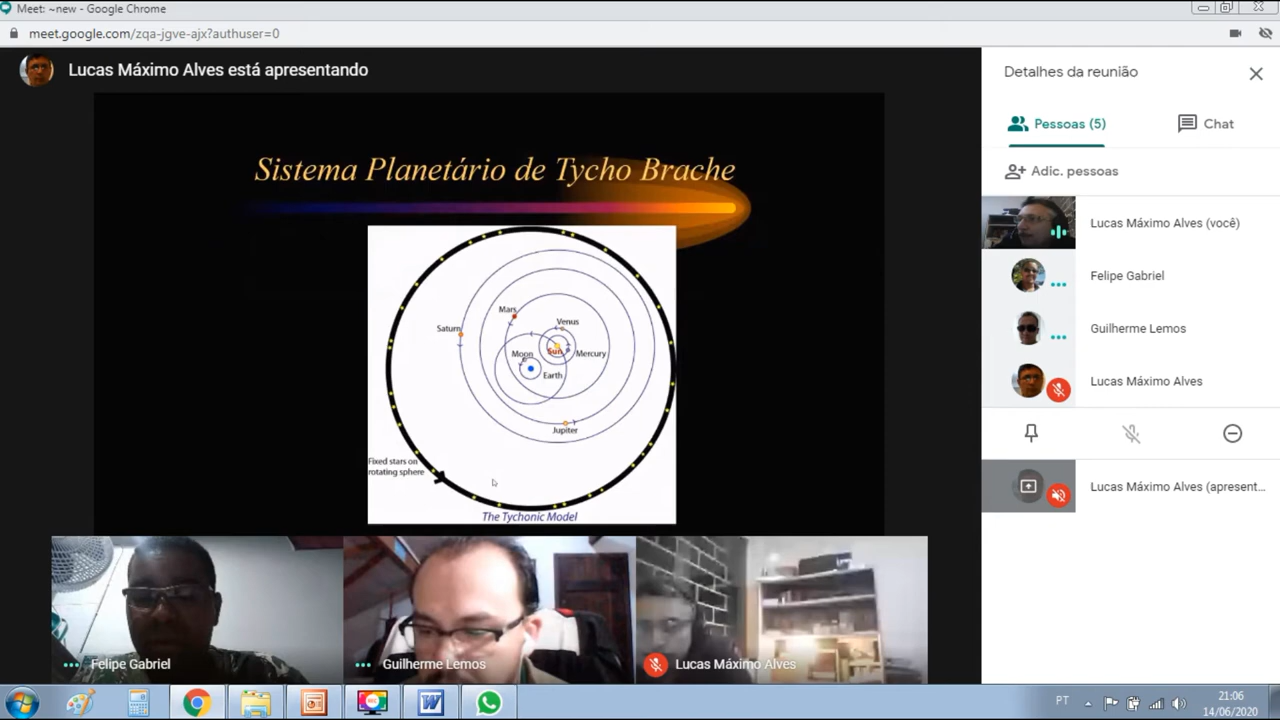 Meet: ~new - Google Chrome
meet.google.com/zqa-jgve-ajx?authuser=0
Lucas Máximo Alves está apresentando
Sistema Planetário de Tycho Brache
Mars
Venus
Saturn
Sun
Moon
Mercury
Earth
Jupiter
Fixed stars on
rotating sphere
The Tychonic Model
Felipe Gabriel
Guilherme Lemos
Lucas Máximo Alves
Detalhes da reunião
Pessoas (5)
Chat
Adic. pessoas
Lucas Máximo Alves (você)
Felipe Gabriel
Guilherme Lemos
Lucas Máximo Alves
Lucas Máximo Alves (apresent...
PT
21:06
14/06/2020